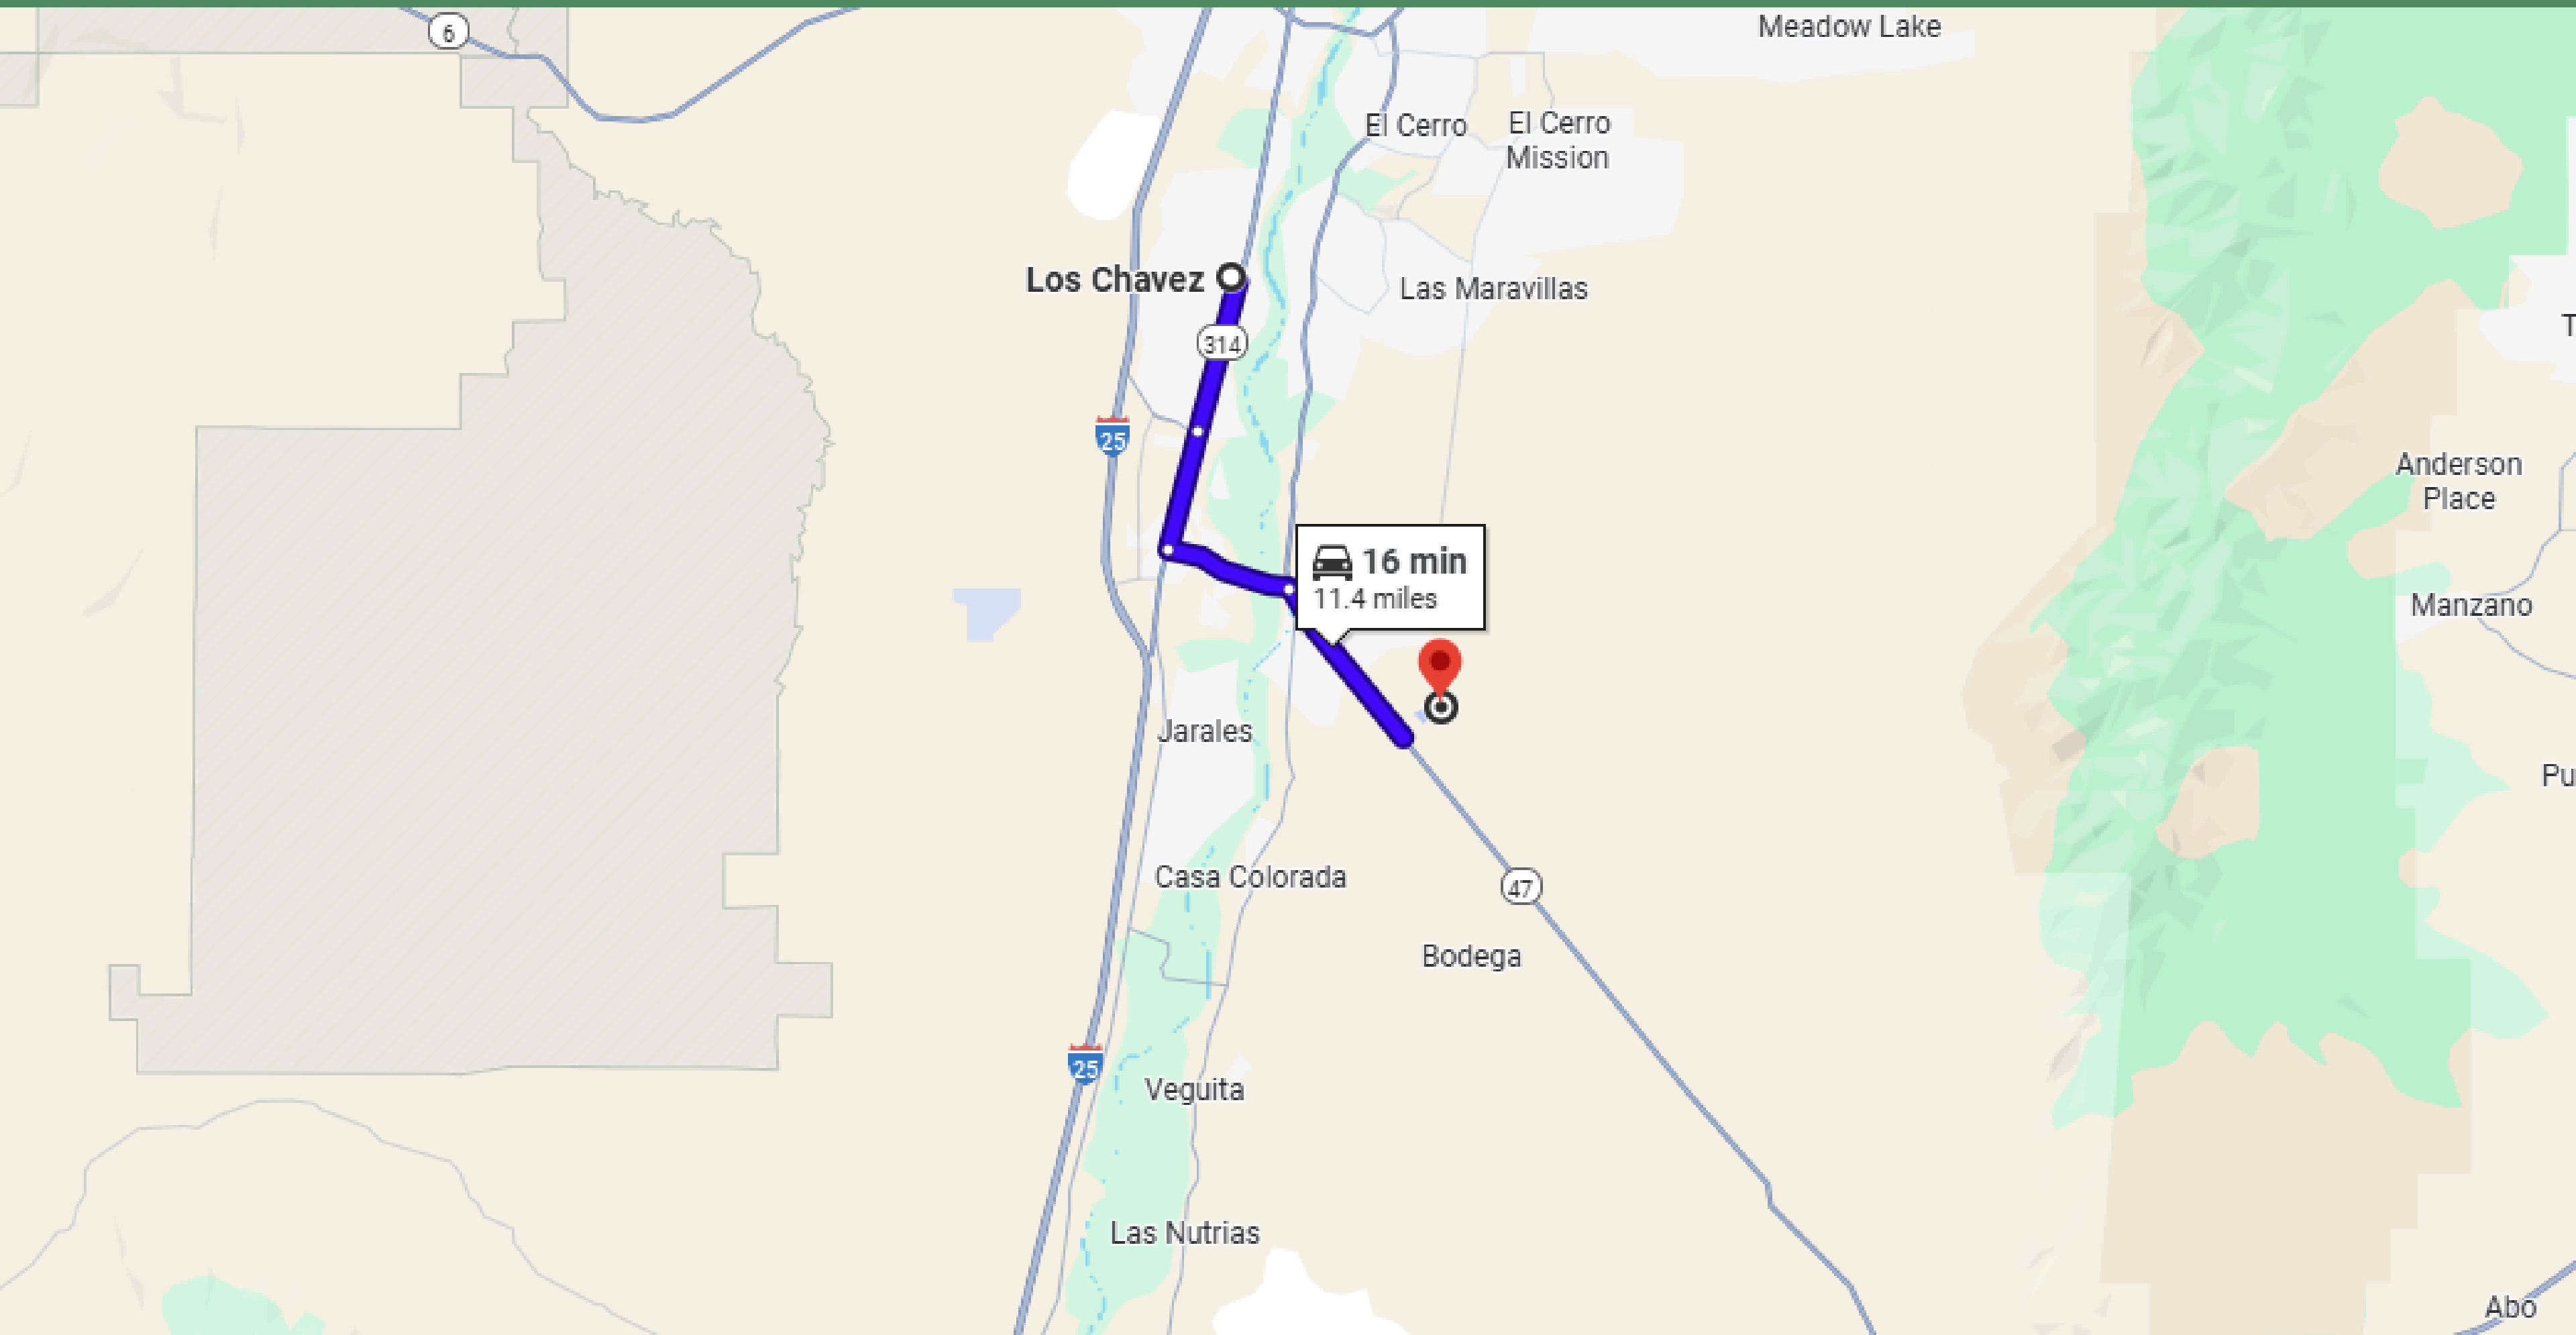 6
Meadow Lake
El Cerro
El Cerro
Mission
Los Chavez
Las Maravillas
314
25
Anderson
Place
16 min
11.4 miles
Manzano
Jarales
Pu
Casa Colorada
47
Bodega
25
Veguita
Las Nutrias
Abo